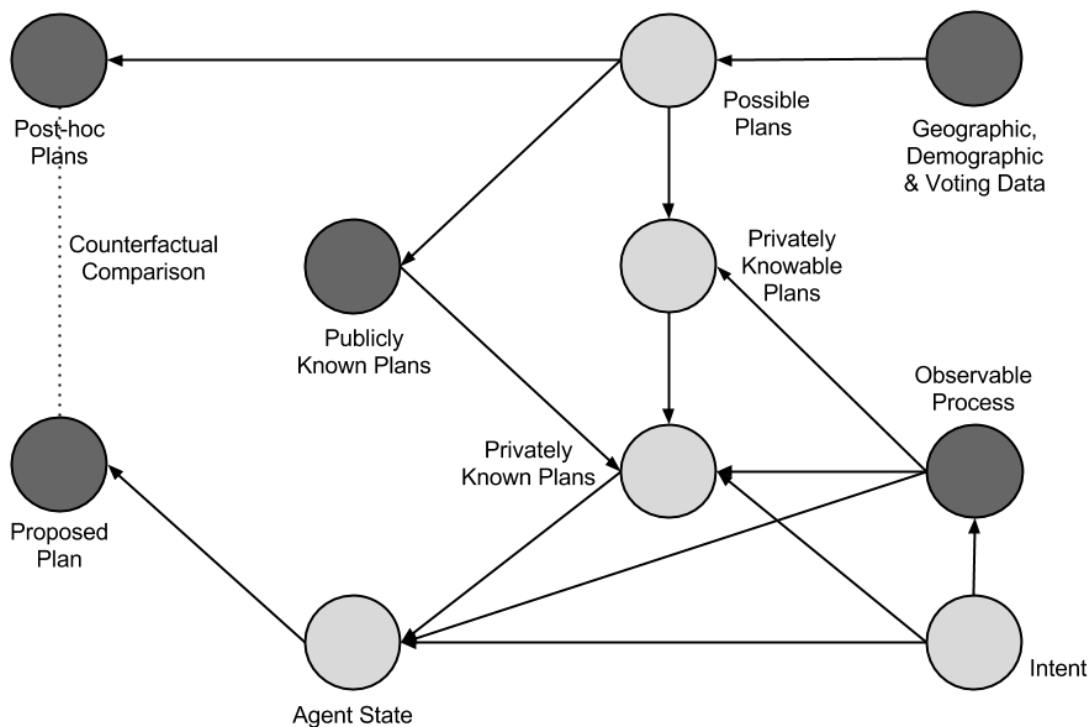 Post-hoc
Plans
Possible
Plans
Geographic,
Demographic
& Voting Data
Counterfactual
Comparison
Privately
Knowable
Plans
Publicly
Known Plans
Observable
Process
Privately
Known Plans
Proposed
Plan
Intent
Agent State